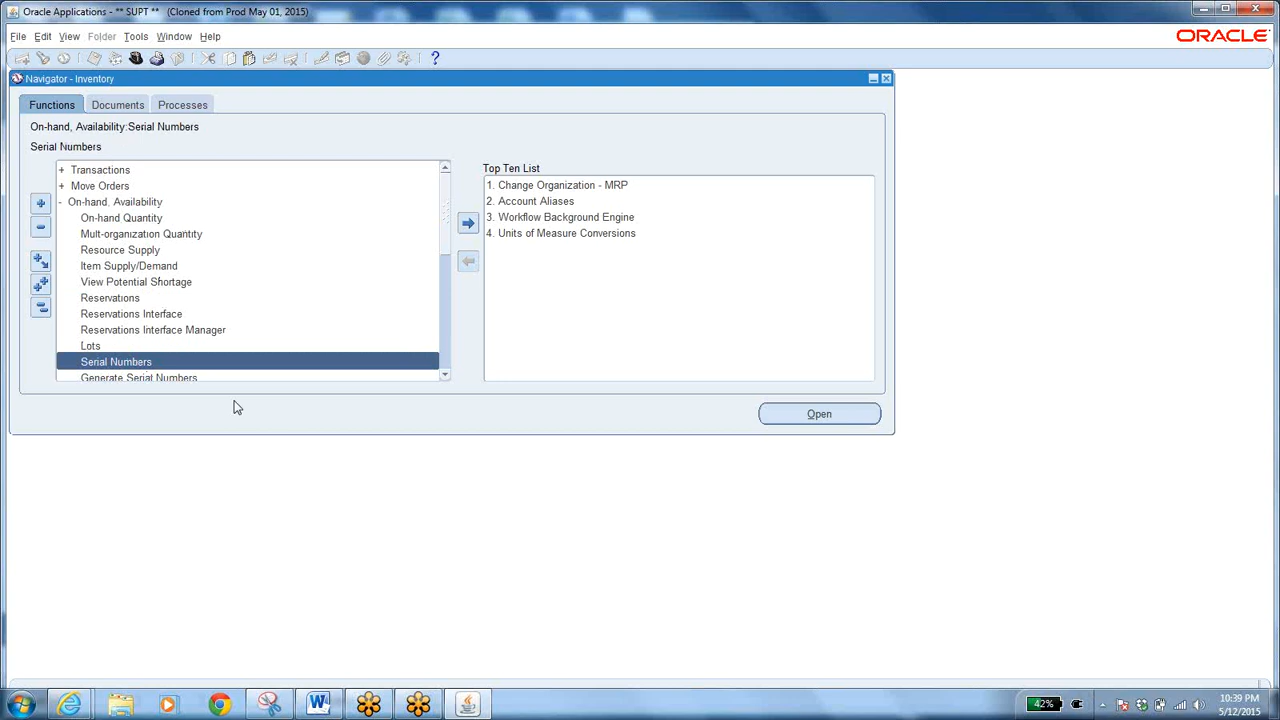 Oracle Applications - ** SUPT ** (Cloned from Prod May 01, 2015)
File Edit View Folder Tools Window Help
ORACLE
Navigator - Inventory
Functions Documents Processes
On-hand, Availability:Serial Numbers
Serial Numbers
+ Transactions
+ Move Orders
- On-hand, Availability
On-hand Quantity
Mult-organization Quantity
Resource Supply
Item Supply/Demand
View Potential Shortage
Reservations
Reservations Interface
Reservations Interface Manager
Lots
Serial Numbers
Generate Serial Numbers
Top Ten List
1. Change Organization - MRP
2. Account Aliases
3. Workflow Background Engine
4. Units of Measure Conversions
Open
42%
10:39 PM
5/12/2015